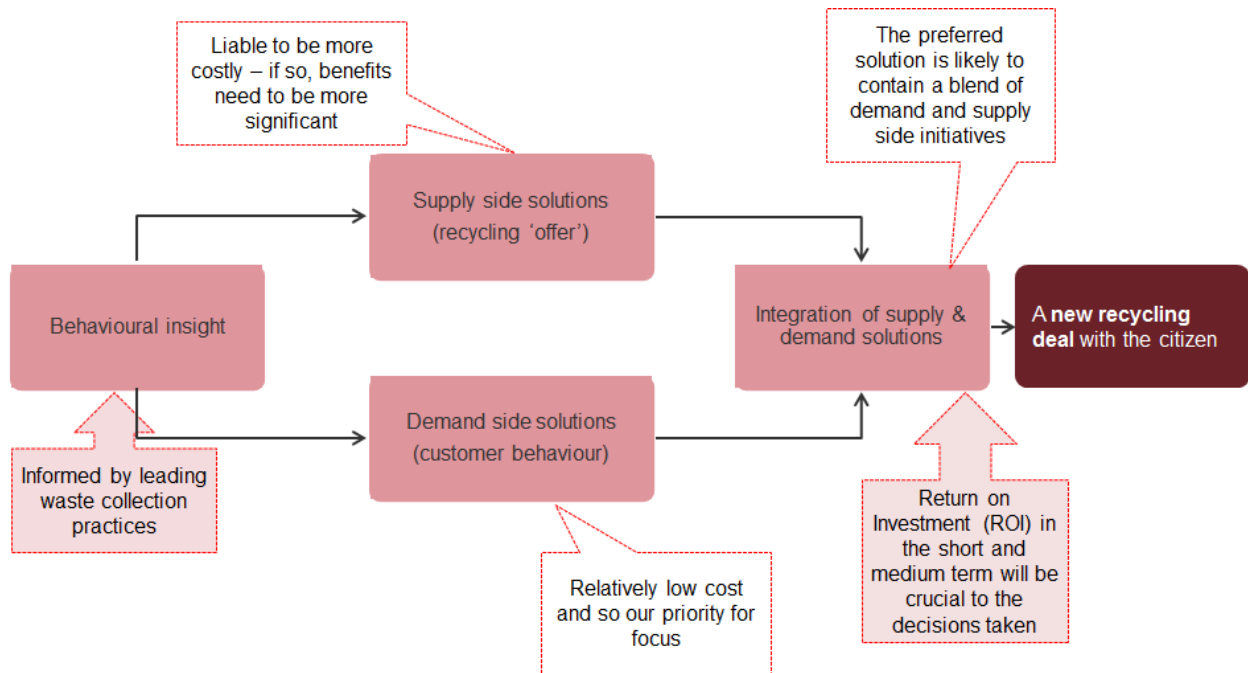 Liable to be more
costly – if so, benefits
need to be more
significant
The preferred
solution is likely to
contain a blend of
demand and supply
side initiatives
Supply side solutions
(recycling ‘offer’)
Behavioural insight
Integration of supply &
demand solutions
A new recycling
deal with the citizen
Demand side solutions
(customer behaviour)
Informed by leading
waste collection
practices
Return on
Investment (ROI) in
the short and
medium term will be
crucial to the
decisions taken
Relatively low cost
and so our priority for
focus